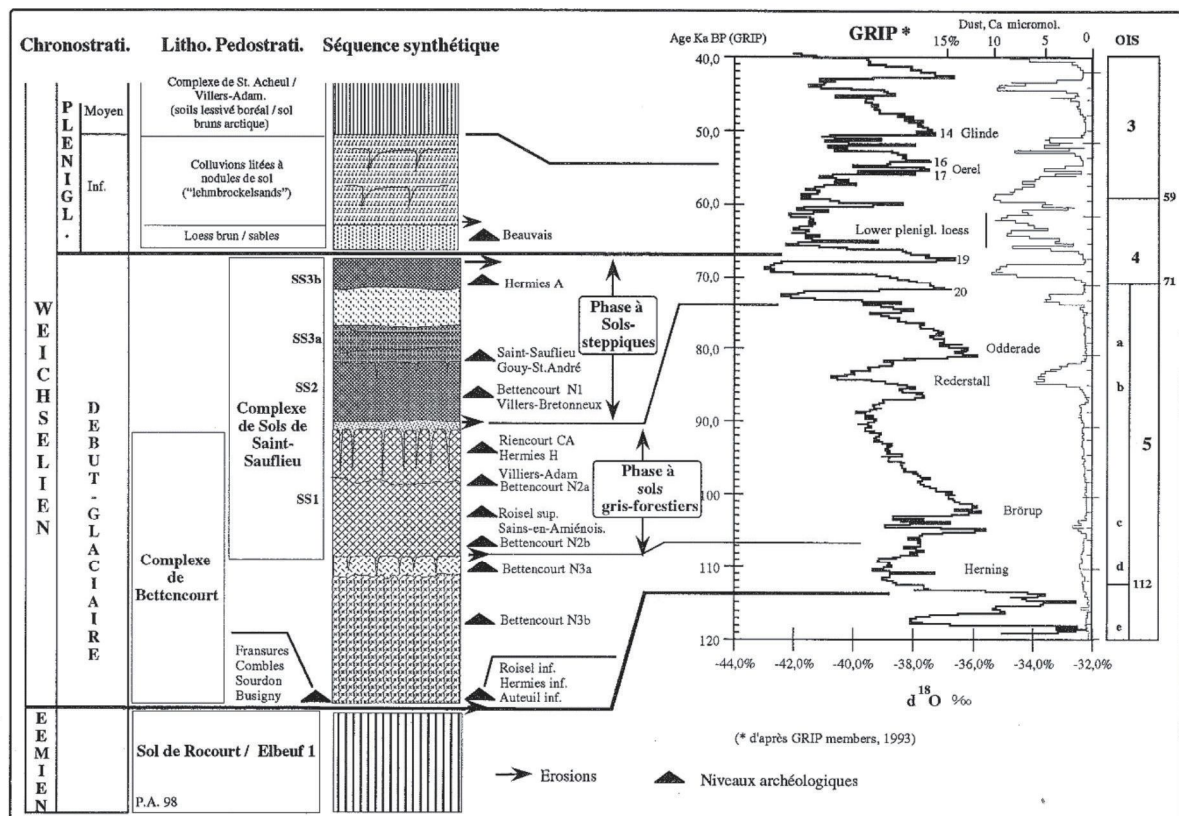 Chronostrati.
Litho. Pedostrati.
Séquence synthétique
PLENIGL.
Moyen
Inf.
Complexe de St. Acheul /
Villers-Adam.
(soils lessivé boréal / sol
bruns arctique)
Colluvions litées à
nodules de sol
("lehmbrockelsands")
Loess brun / sables
Beauvais
WEICHSELIEN
DEBUT-GLACIAIRE
SS3b
SS3a
SS2
SS1
Complexe
de Sols de
Saint-
Sauflieu
Complexe
de
Bettencourt
Fransures
Combles
Sourdon
Busigny
Hermies A
Saint-Sauflieu
Gouy-St.André
Bettencourt N1
Villers-Bretonneux
Riencourt CA
Hermies H
Villiers-Adam
Bettencourt N2a
Roisel sup.
Sains-en-Amiénois.
Bettencourt N2b
Bettencourt N3a
Bettencourt N3b
Roisel inf.
Hermies inf.
Auteuil inf.
Phase à
Sols-
steppiques
Phase à
sols
gris-forestiers
EEMIEN
Sol de Rocourt / Elbeuf 1
P.A. 98
Erosions
Niveaux archéologiques
Age Ka BP (GRIP)
GRIP *
Dust, Ca micromol.
15% 10 5 0
OIS
40,0
50,0
60,0
70,0
80,0
90,0
100
110
120
14 Glinde
16
Oerel
17
Lower plenigl. loess
19
20
Odderade
Rederstall
Brörup
Herning
3
59
4
71
a
b
5
c
d
112
e
-44,0% -42,0% -40,0% -38,0% -36,0% -34,0% -32,0%
d18O ‰
(* d'après GRIP members, 1993)